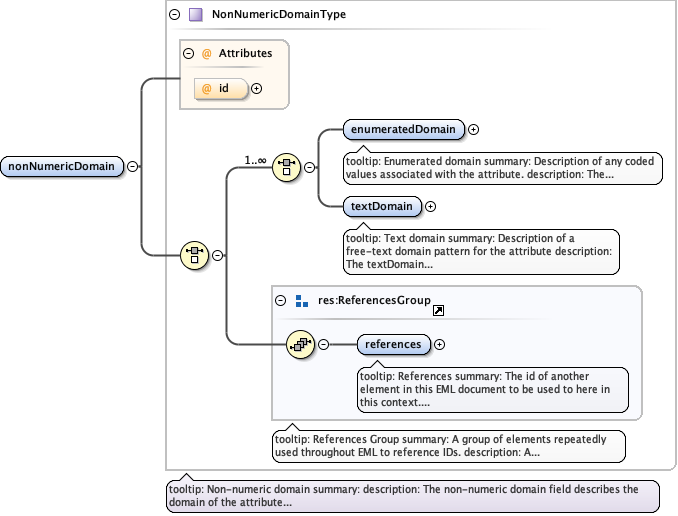 NonNumericDomainType
@ Attributes
@ id
nonNumericDomain
1..∞
enumeratedDomain
tooltip: Enumerated domain summary: Description of any coded
values associated with the attribute. description: The...
textDomain
tooltip: Text domain summary: Description of a
free-text domain pattern for the attribute description:
The textDomain...
res:ReferencesGroup
references
tooltip: References summary: The id of another
element in this EML document to be used to here in
this context....
tooltip: References Group summary: A group of elements repeatedly
used throughout EML to reference IDs. description: A...
tooltip: Non-numeric domain summary: description: The non-numeric domain field describes the
domain of the attribute...